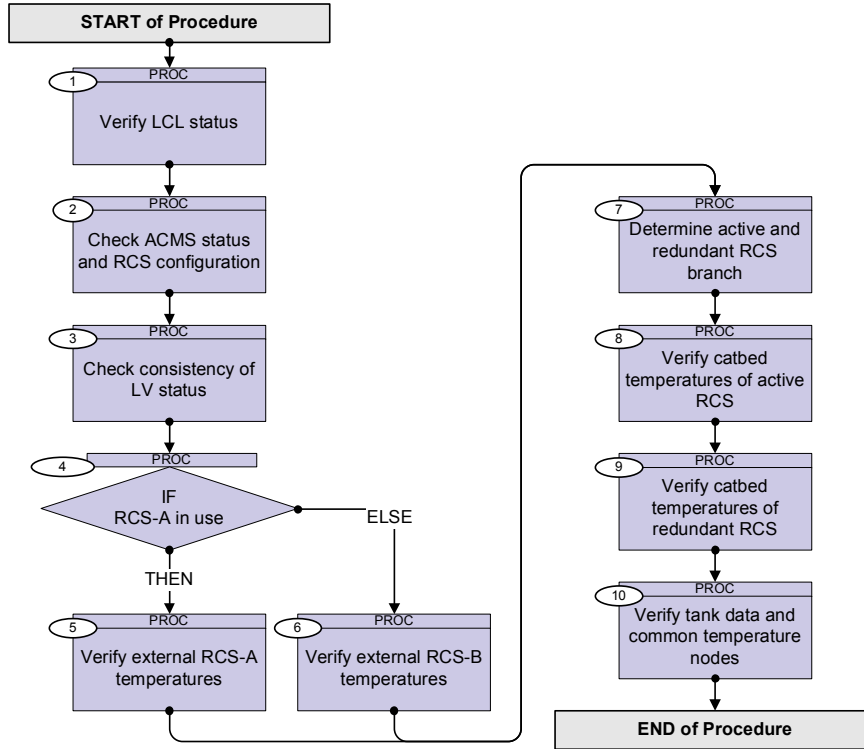 START of Procedure
PROC
1
Verify LCL status
PROC
2
Check ACMS status
and RCS configuration
PROC
3
Check consistency of
LV status
PROC
4
IF
RCS-A in use
ELSE
THEN
PROC
5
Verify external RCS-A
temperatures
PROC
6
Verify external RCS-B
temperatures
PROC
7
Determine active and
redundant RCS
branch
PROC
8
Verify catbed
temperatures of active
RCS
PROC
9
Verify catbed
temperatures of
redundant RCS
PROC
10
Verify tank data and
common temperature
nodes
END of Procedure